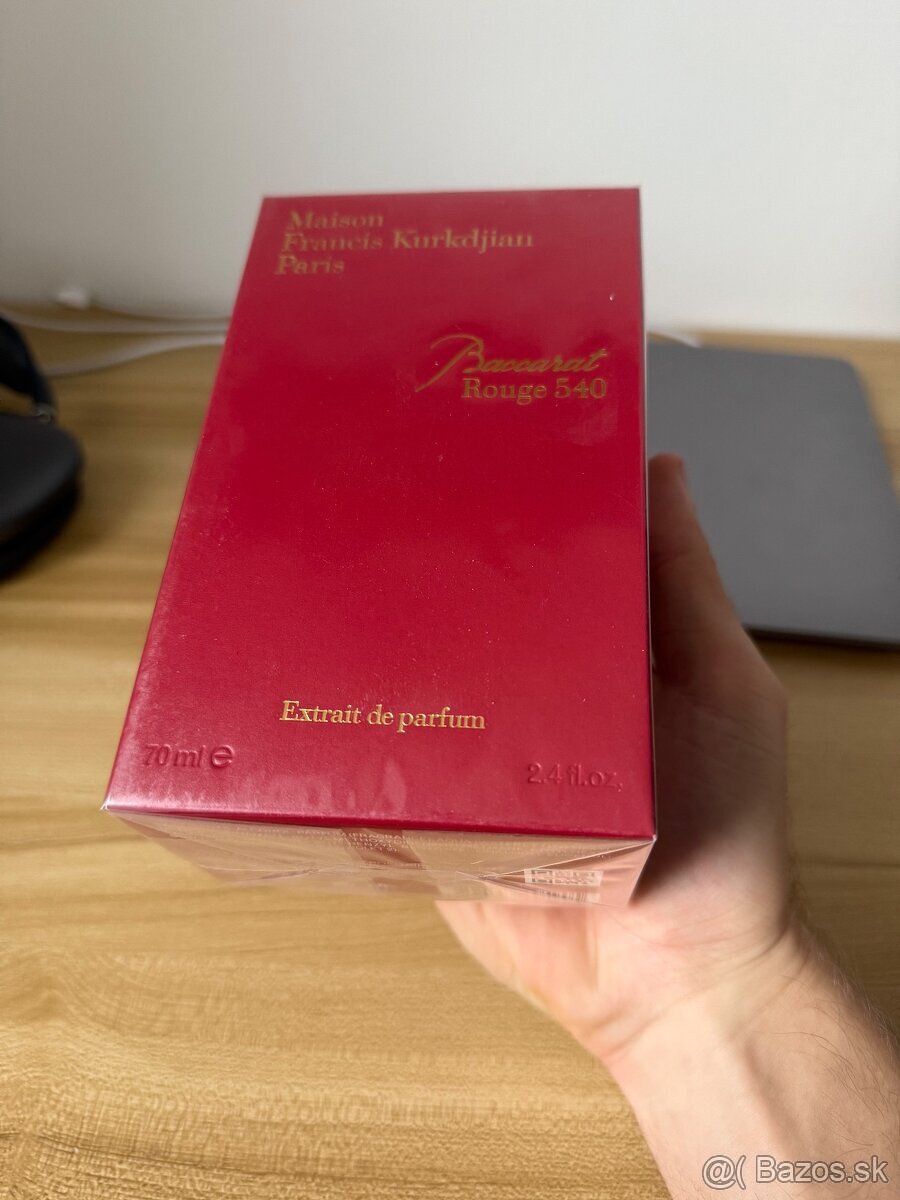 Maison
Francis Kurkdjian
Paris
Baccarat
Rouge 540
Extrait de parfum
70 ml ℮
2.4 fl.oz.
@( Bazos.sk